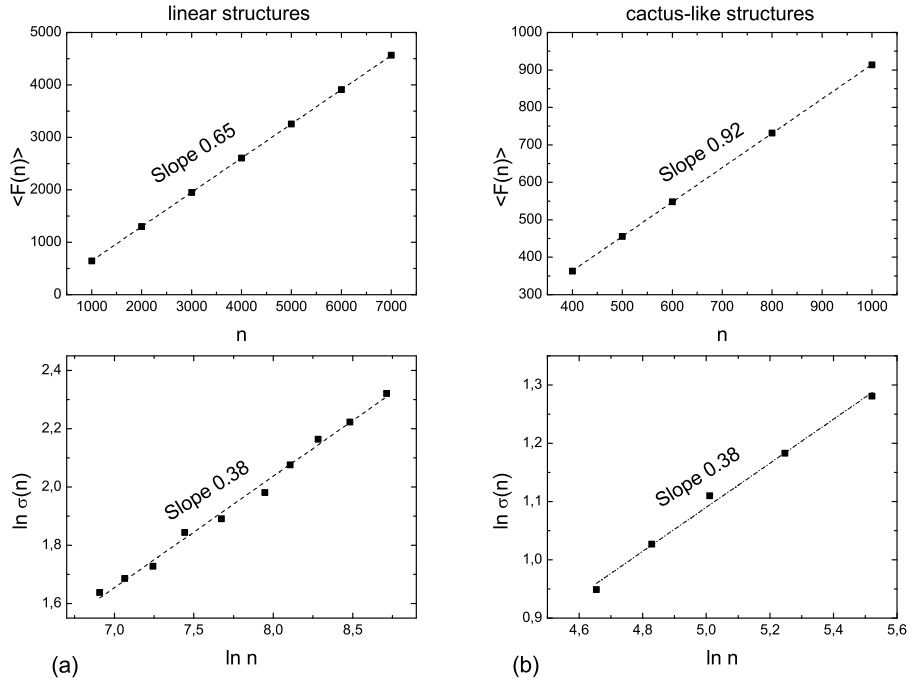 linear structures
5000
4000
3000
2000
1000
0
<F(n)>
Slope 0.65
1000 2000 3000 4000 5000 6000 7000
n
cactus-like structures
1000
900
800
700
600
500
400
300
<F(n)>
Slope 0.92
400 500 600 700 800 900 1000
n
2,4
2,2
2,0
1,8
1,6
ln σ(n)
Slope 0.38
7,0 7,5 8,0 8,5
ln n
(a)
1,3
1,2
1,1
1,0
0,9
ln σ(n)
Slope 0.38
4,6 4,8 5,0 5,2 5,4 5,6
ln n
(b)